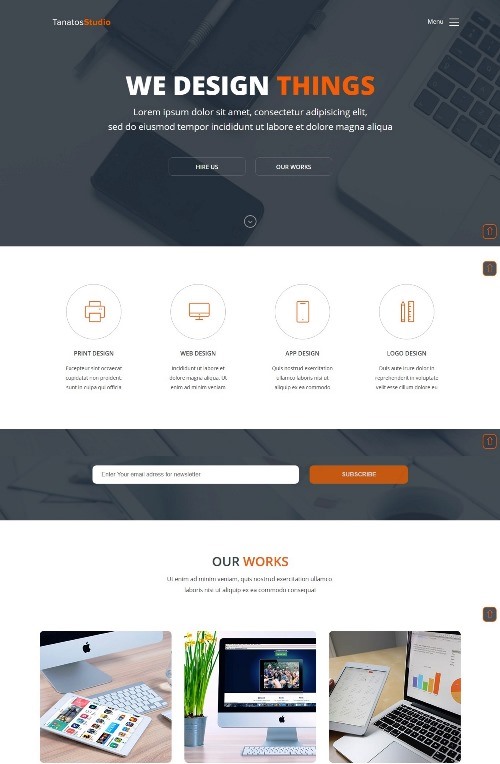 TanatosStudio
Menu
WE DESIGN THINGS
Lorem ipsum dolor sit amet, consectetur adipisicing elit,
sed do eiusmod tempor incididunt ut labore et dolore magna aliqua
HIRE US
OUR WORKS
PRINT DESIGN
Excepteur sint occaecat
cupidatat non proident,
sunt in culpa qui officia
WEB DESIGN
Incididunt ut labore et
dolore magna aliqua. Ut
enim ad minim veniam
APP DESIGN
Quis nostrud exercitation
ullamco laboris nisi ut
aliquip ex ea commodo
LOGO DESIGN
Duis aute irure dolor in
reprehenderit in voluptate
velit esse cillum dolore eu
Enter Your email adress for newsletter
SUBSCRIBE
OUR WORKS
Ut enim ad minim veniam, quis nostrud exercitation ullamco
laboris nisi ut aliquip ex ea commodo consequat